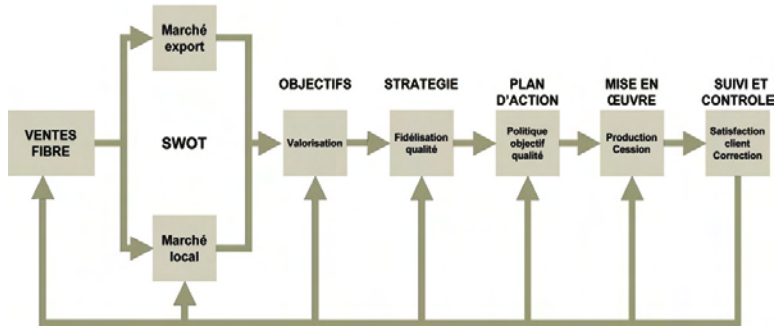 Marché
export
OBJECTIFS
STRATEGIE
PLAN
D'ACTION
MISE EN
ŒUVRE
SUIVI ET
CONTROLE
VENTES
FIBRE
SWOT
Valorisation
Fidélisation
qualité
Politique
objectif
qualité
Production
Cession
Satisfaction
client
Correction
Marché
local